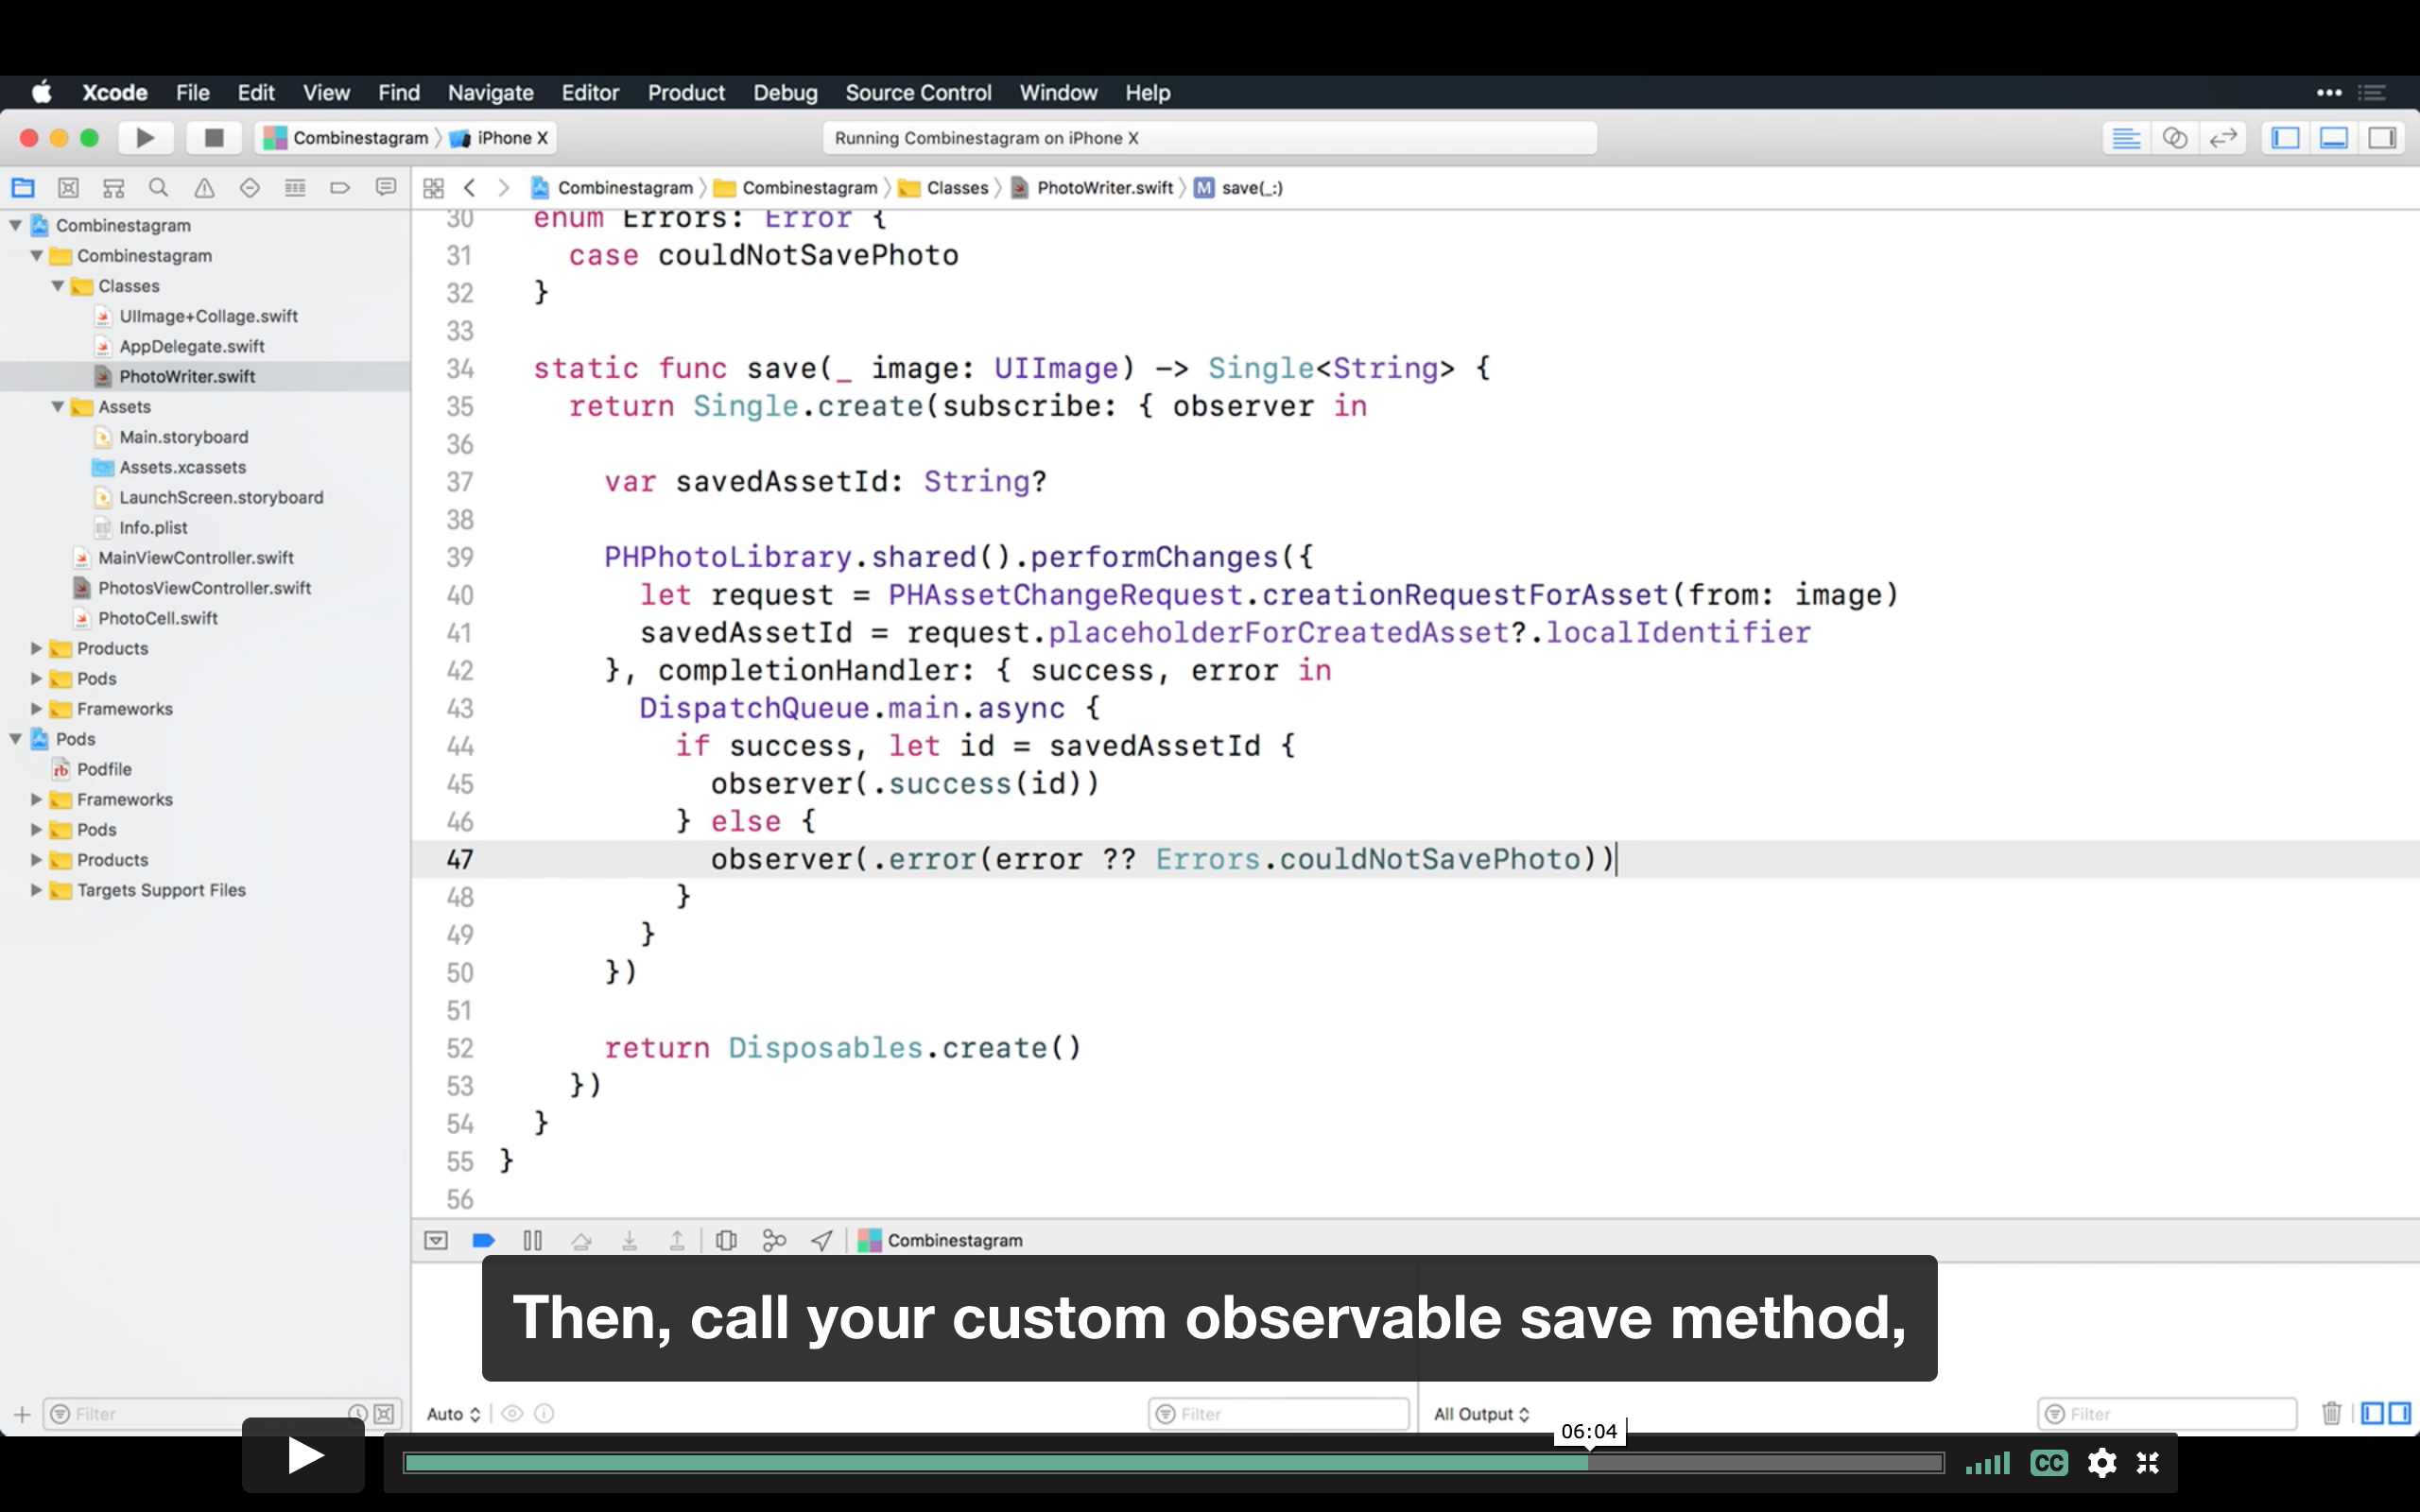 Xcode File Edit View Find Navigate Editor Product Debug Source Control Window Help
Combinestagram iPhone X
Running Combinestagram on iPhone X
Combinestagram Combinestagram Classes PhotoWriter.swift M save(_:)
Combinestagram
Combinestagram
Classes
UIImage+Collage.swift
AppDelegate.swift
PhotoWriter.swift
Assets
Main.storyboard
Assets.xcassets
LaunchScreen.storyboard
Info.plist
MainViewController.swift
PhotosViewController.swift
PhotoCell.swift
Products
Pods
Frameworks
Pods
rb Podfile
Frameworks
Pods
Products
Targets Support Files
30 enum Errors: Error {
31 case couldNotSavePhoto
32 }
33
34 static func save(_ image: UIImage) -> Single<String> {
35 return Single.create(subscribe: { observer in
36
37 var savedAssetId: String?
38
39 PHPhotoLibrary.shared().performChanges({
40 let request = PHAssetChangeRequest.creationRequestForAsset(from: image)
41 savedAssetId = request.placeholderForCreatedAsset?.localIdentifier
42 }, completionHandler: { success, error in
43 DispatchQueue.main.async {
44 if success, let id = savedAssetId {
45 observer(.success(id))
46 } else {
47 observer(.error(error ?? Errors.couldNotSavePhoto))
48 }
49 }
50 })
51
52 return Disposables.create()
53 })
54 }
55 }
56
Combinestagram
Then, call your custom observable save method,
Filter
Auto
Filter
All Output
Filter
06:04
CC